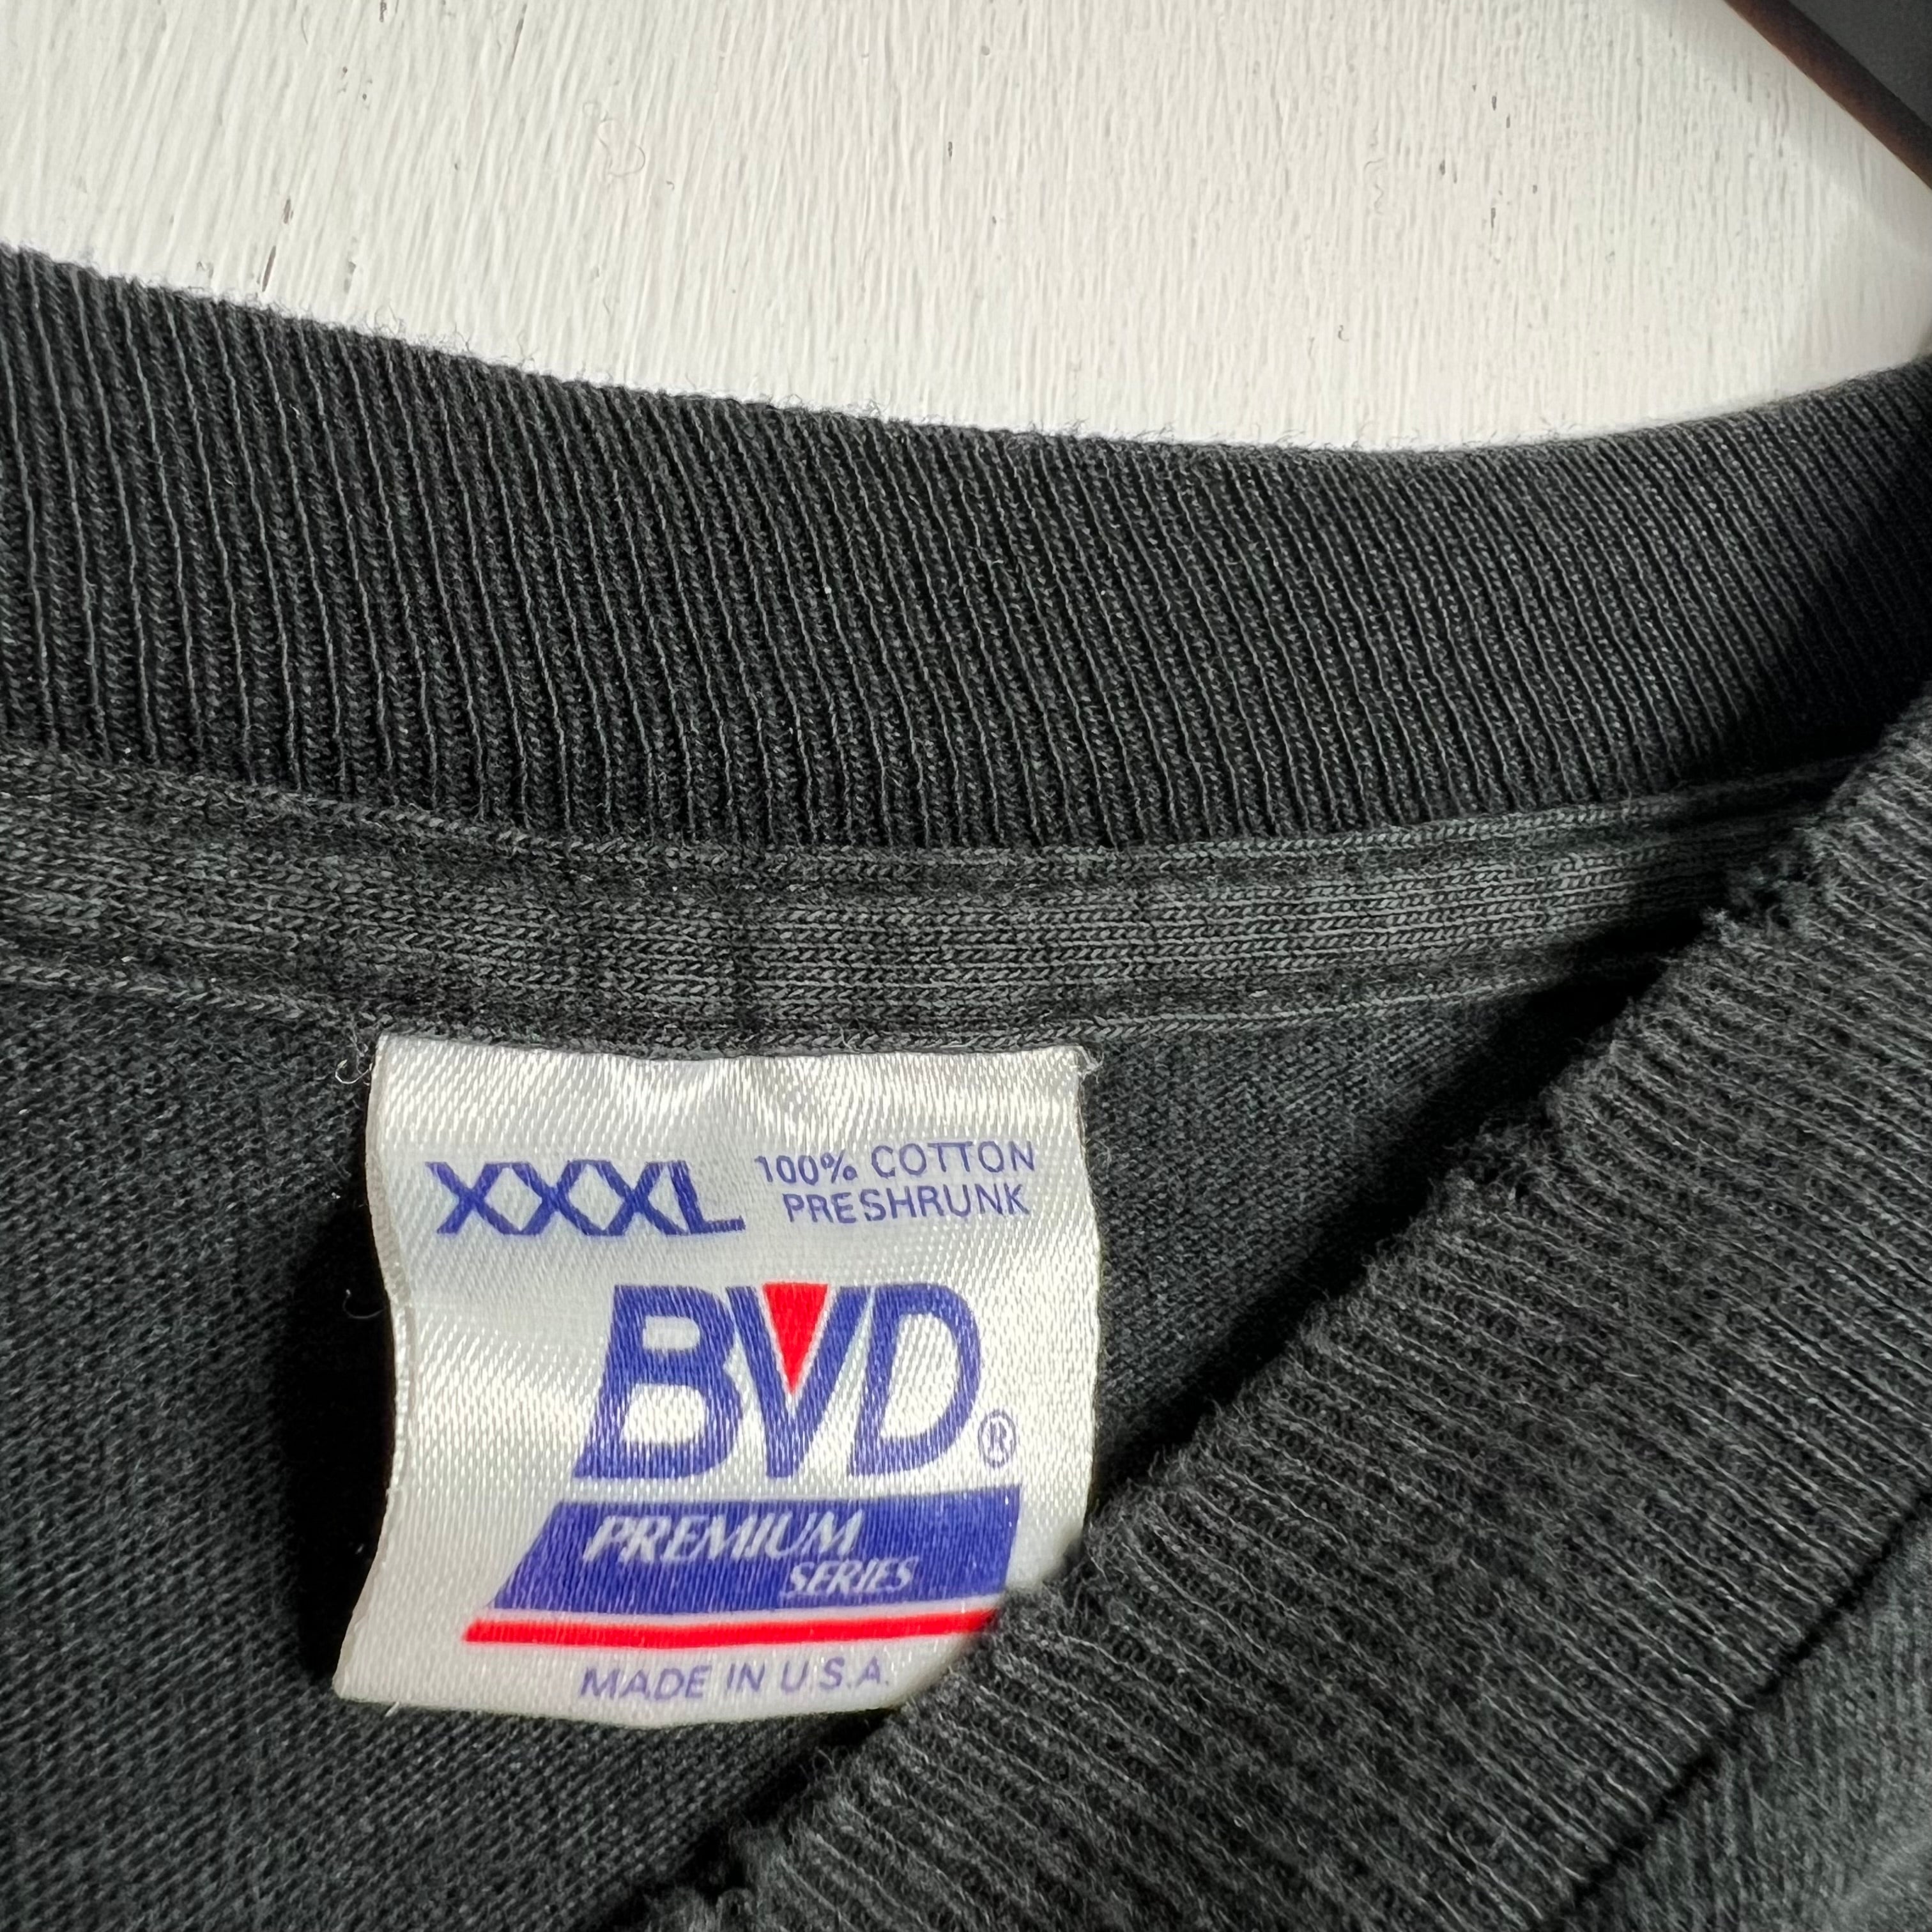 XXXL 100% COTTON
PRESHRUNK
BVD®
PREMIUM
SERIES
MADE IN U.S.A.